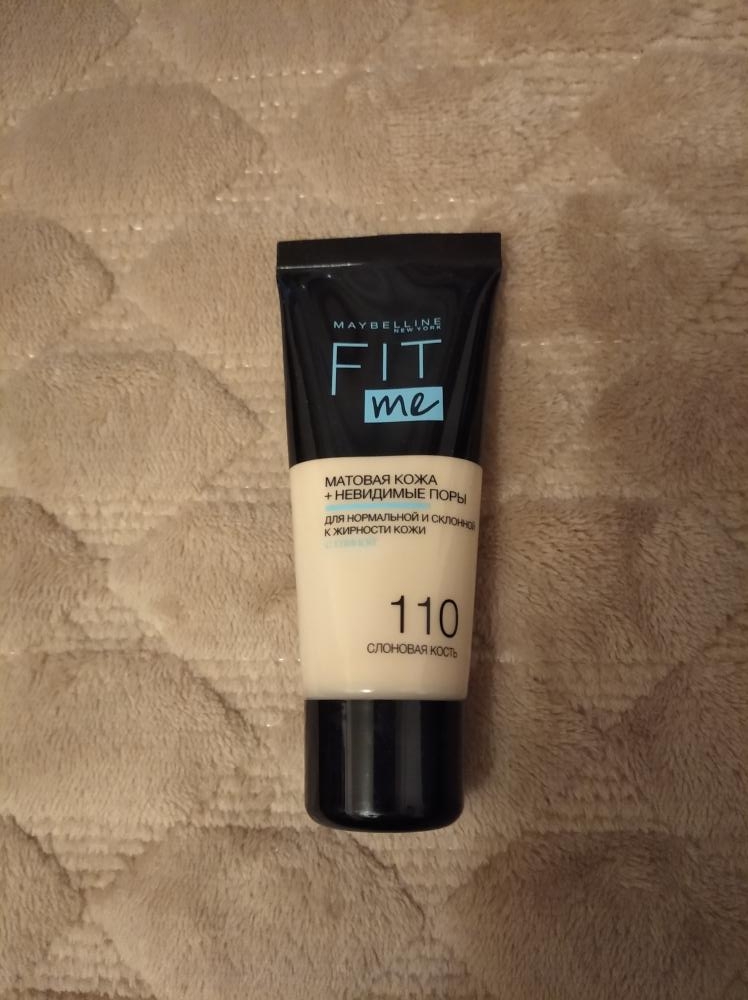 MAYBELLINE
NEW YORK
FIT
me
МАТОВАЯ КОЖА
+ НЕВИДИМЫЕ ПОРЫ
ДЛЯ НОРМАЛЬНОЙ И СКЛОННОЙ
К ЖИРНОСТИ КОЖИ
110
СЛОНОВАЯ КОСТЬ